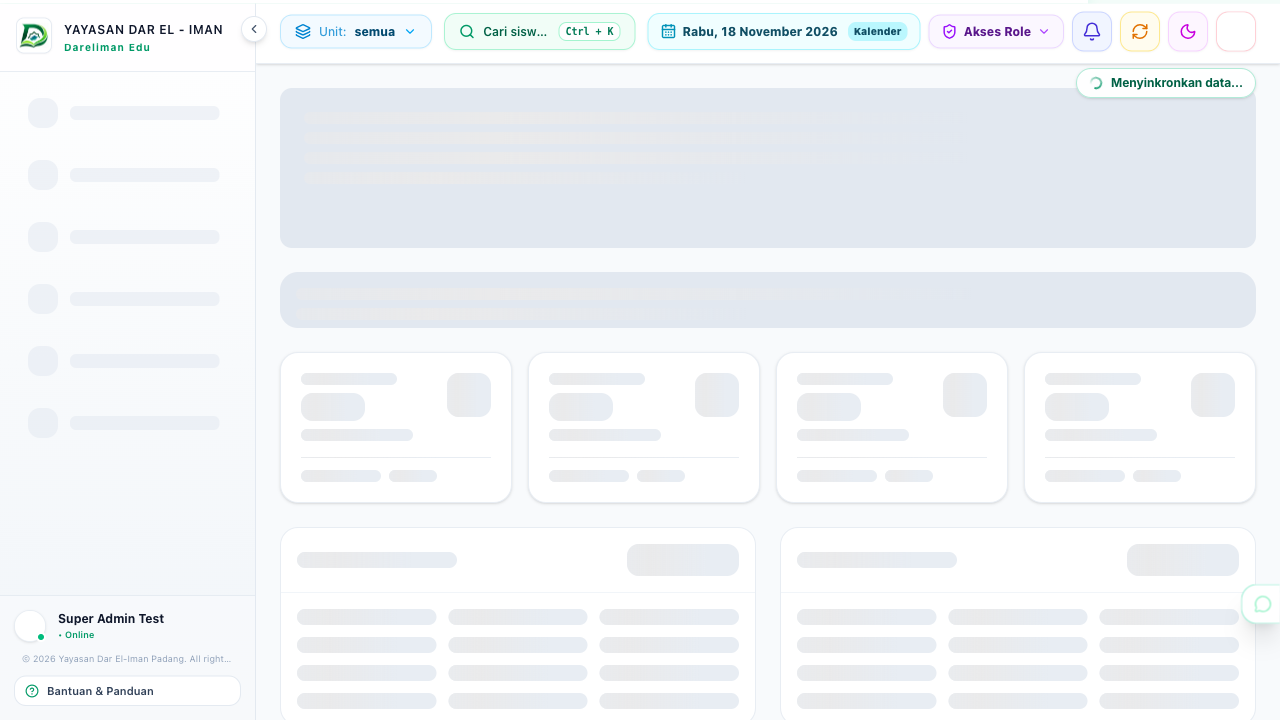 YAYASAN DAR EL - IMAN
Dareliman Edu
Unit: semua
Cari sisw...
Ctrl + K
Rabu, 18 November 2026
Kalender
Akses Role
Menyinkronkan data...
Super Admin Test
• Online
© 2026 Yayasan Dar El-Iman Padang. All right...
Bantuan & Panduan